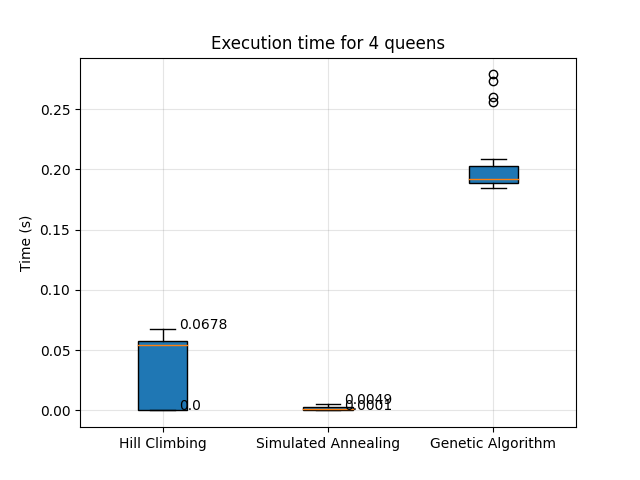 Execution time for 4 queens
Time (s)
0.25
0.20
0.15
0.10
0.05
0.00
0.0678
0.0
0.0049
0.0001
Hill Climbing
Simulated Annealing
Genetic Algorithm